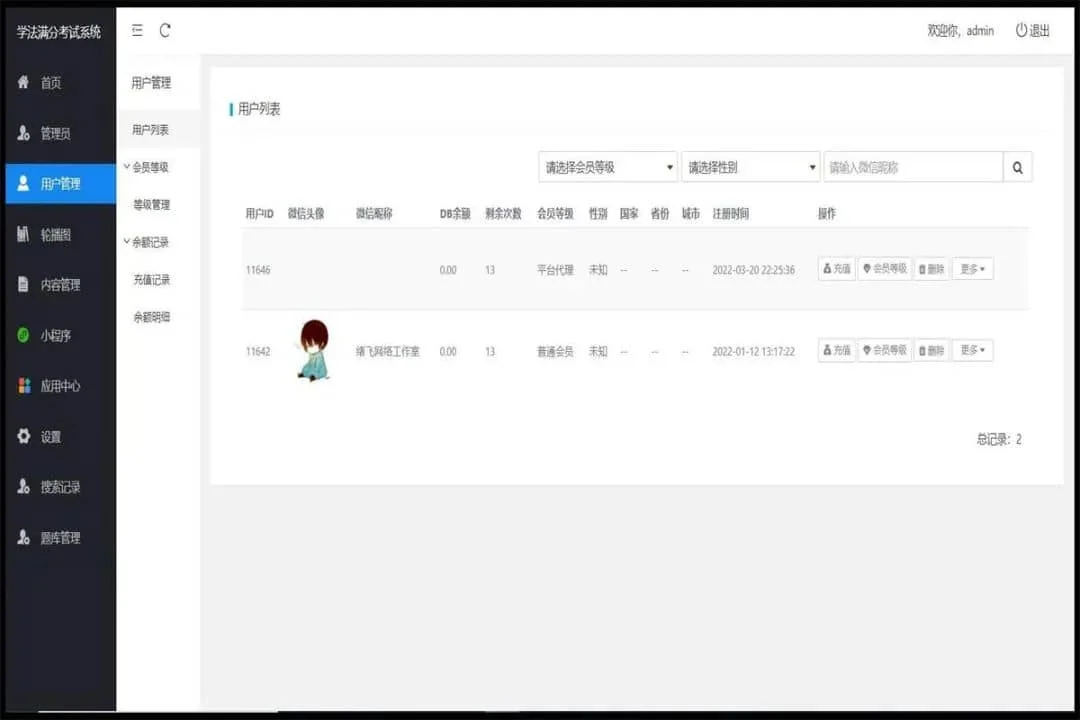 学法满分考试系统
欢迎你，admin
退出
首页
管理员
用户管理
轮播图
内容管理
小程序
应用中心
设置
搜索记录
题库管理
用户管理
用户列表
会员等级
等级管理
余额记录
充值记录
余额明细
用户列表
请选择会员等级 请选择性别 请输入微信昵称
用户ID 微信头像 微信昵称 DB余额 剩余次数 会员等级 性别 国家 省份 城市 注册时间 操作
11646 0.00 13 平台代理 未知 -- -- -- 2022-03-20 22:25:36 充值 会员等级 删除 更多
11642 绪飞网络工作室 0.00 13 普通会员 未知 -- -- -- 2022-01-12 13:17:22 充值 会员等级 删除 更多
总记录：2